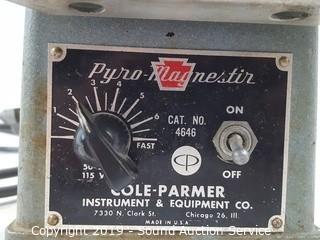 Pyro-Magnestir
1
2
3
4
5
6
FAST
CAT. NO.
4646
ON
OFF
CP
115 V
COLE-PARMER
INSTRUMENT & EQUIPMENT CO.
7330 N. Clark St. Chicago 26, Ill.
MADE IN U.S.A.
Copyright 2019 - Sound Auction Service